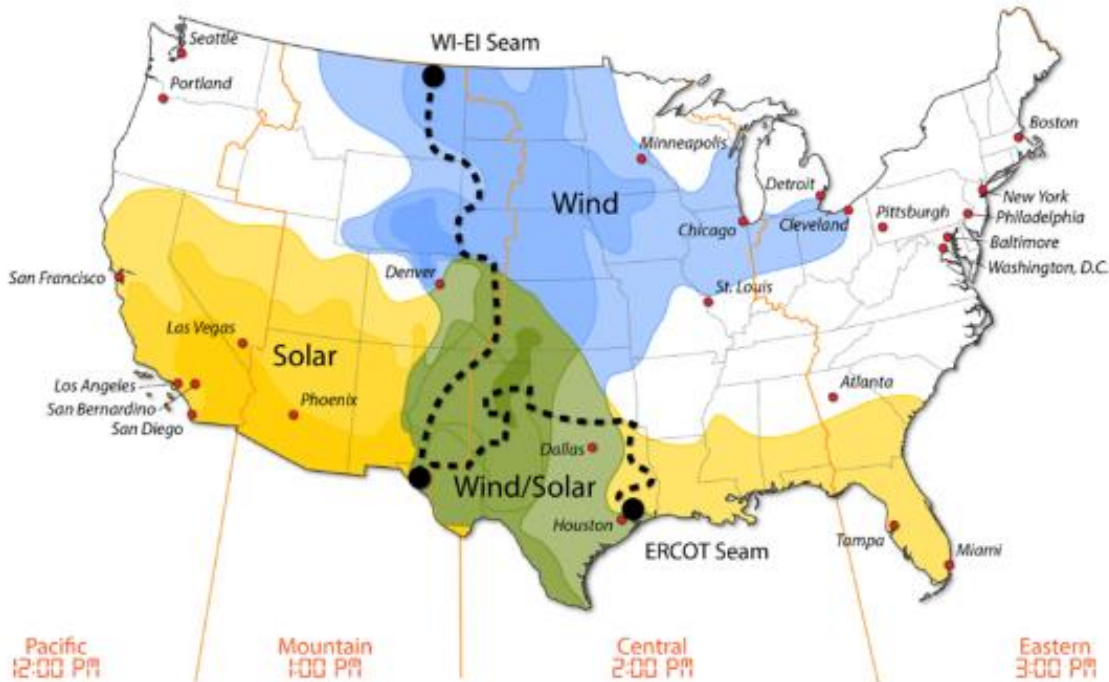 Seattle
WI-EI Seam
Portland
Boston
Minneapolis
Detroit
New York
Wind
Pittsburgh
Philadelphia
Chicago
Cleveland
Baltimore
San Francisco
Denver
Washington, D.C.
St. Louis
Las Vegas
Solar
Los Angeles
Atlanta
San Bernardino
Phoenix
San Diego
Dallas
Wind/Solar
Houston
ERCOT Seam
Tampa
Miami
Pacific
12:00 PM
Mountain
1:00 PM
Central
2:00 PM
Eastern
3:00 PM